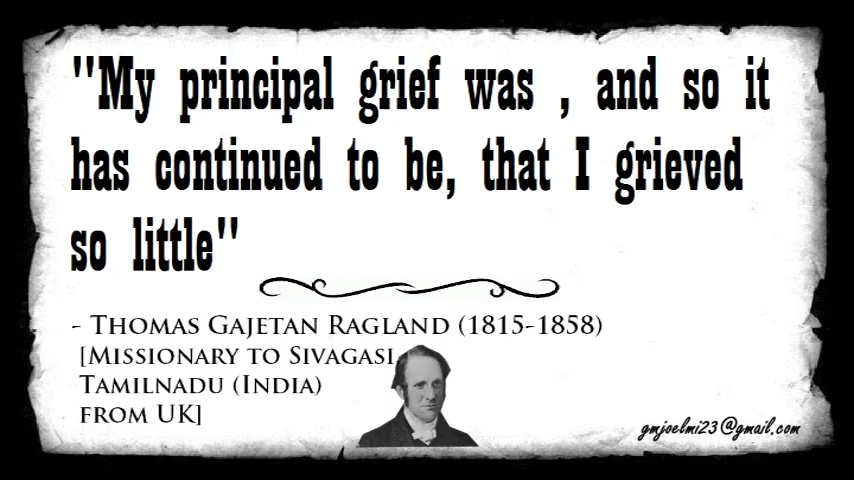 "My principal grief was , and so it
has continued to be, that I grieved
so little"
- Thomas Gajetan Ragland (1815-1858)
[Missionary to Sivagasi,
Tamilnadu (India)
from UK]
gmjoelmi23@gmail.com